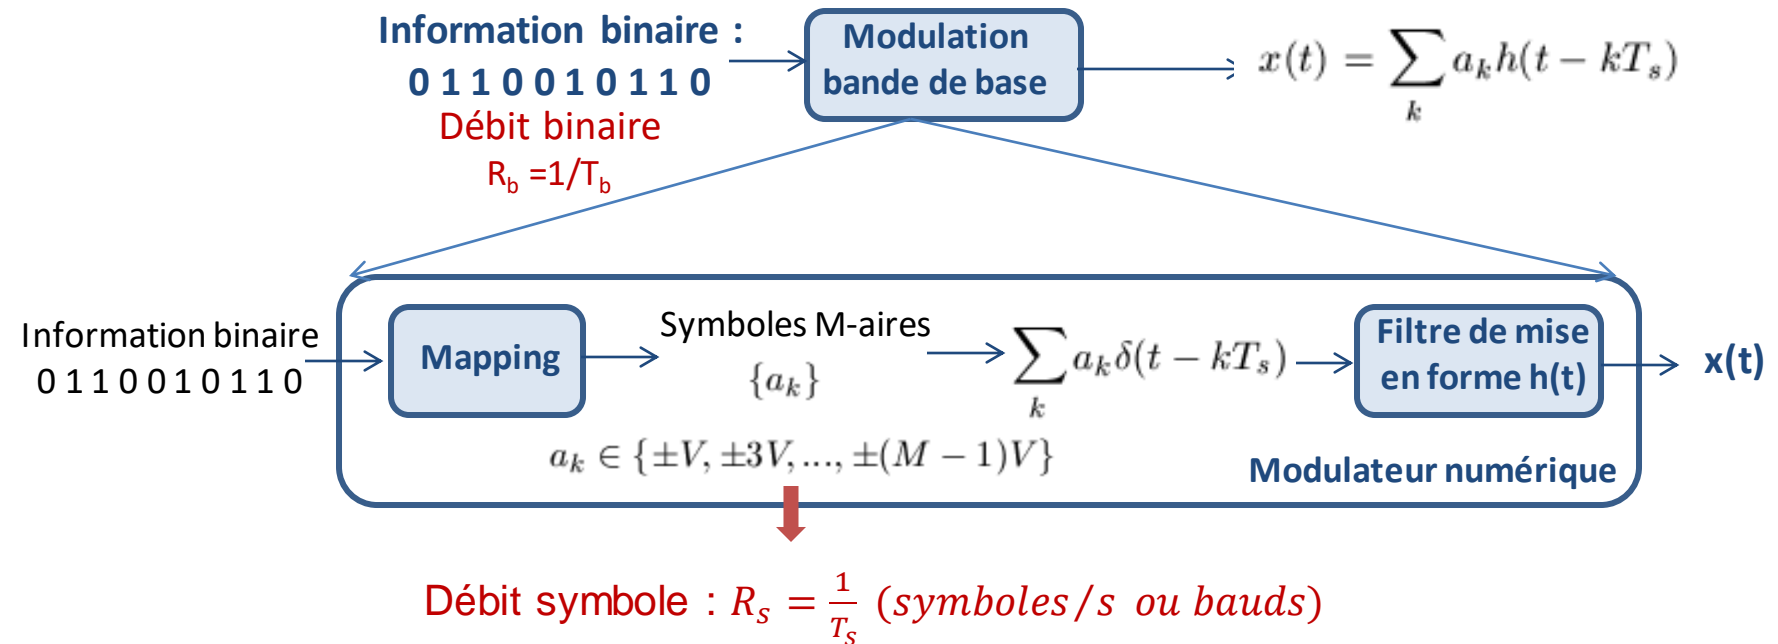 Information binaire :
0 1 1 0 0 1 0 1 1 0
Débit binaire
R_b =1/T_b
Modulation
bande de base
x(t) = \sum_k a_k h(t − kT_s)
Information binaire
0 1 1 0 0 1 0 1 1 0
Mapping
Symboles M-aires
{a_k}
a_k ∈ {±V, ±3V, ..., ±(M − 1)V}
\sum_k a_k δ(t − kT_s)
Filtre de mise
en forme h(t)
x(t)
Modulateur numérique
Débit symbole : R_s = \frac{1}{T_s} (symboles/s ou bauds)